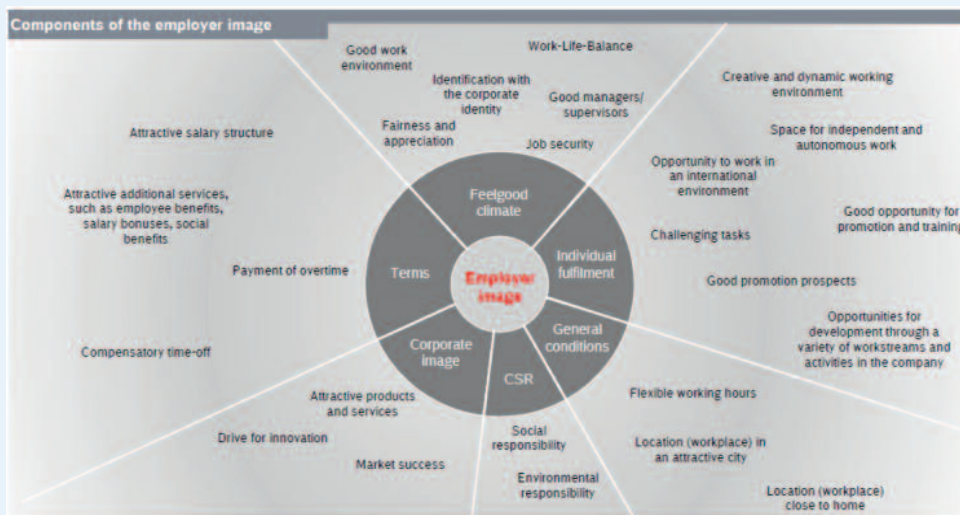 Components of the employer image
Good work
environment
Work-Life-Balance
Identification with
the corporate
identity
Good managers/
supervisors
Fairness and
appreciation
Job security
Creative and dynamic working
environment
Space for independent and
autonomous work
Opportunity to work in
an international
environment
Good opportunity for
promotion and training
Challenging tasks
Good promotion prospects
Opportunities for
development through a
variety of workstreams and
activities in the company
Attractive salary structure
Attractive additional services,
such as employee benefits,
salary bonuses, social
benefits
Payment of overtime
Compensatory time-off
Feelgood
climate
Individual
fulfilment
General
conditions
CSR
Corporate
image
Terms
Employer
image
Attractive products
and services
Drive for innovation
Market success
Social
responsibility
Environmental
responsibility
Flexible working hours
Location (workplace) in
an attractive city
Location (workplace)
close to home